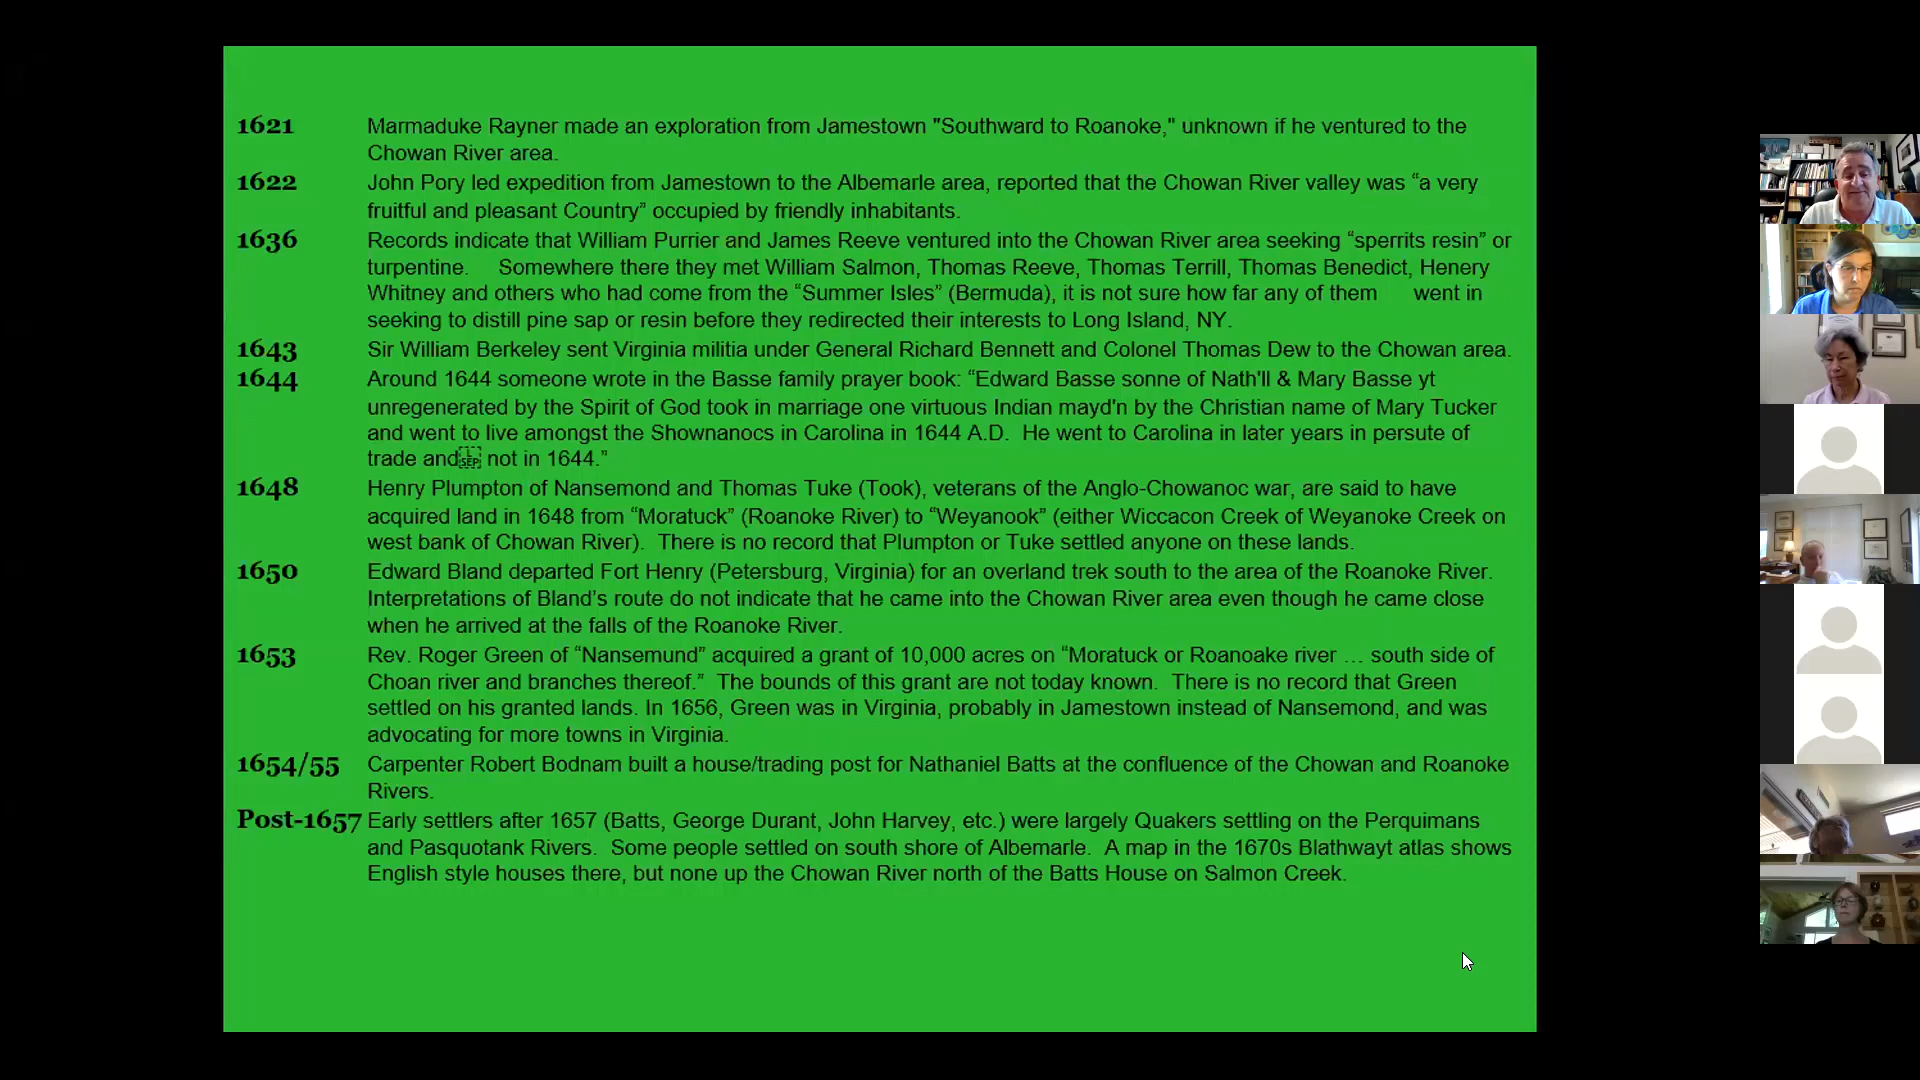 1621 Marmaduke Rayner made an exploration from Jamestown "Southward to Roanoke," unknown if he ventured to the
Chowan River area.
1622 John Pory led expedition from Jamestown to the Albemarle area, reported that the Chowan River valley was “a very
fruitful and pleasant Country” occupied by friendly inhabitants.
1636 Records indicate that William Purrier and James Reeve ventured into the Chowan River area seeking “sperrits resin” or
turpentine. Somewhere there they met William Salmon, Thomas Reeve, Thomas Terrill, Thomas Benedict, Henery
Whitney and others who had come from the “Summer Isles” (Bermuda), it is not sure how far any of them went in
seeking to distill pine sap or resin before they redirected their interests to Long Island, NY.
1643 Sir William Berkeley sent Virginia militia under General Richard Bennett and Colonel Thomas Dew to the Chowan area.
1644 Around 1644 someone wrote in the Basse family prayer book: “Edward Basse sonne of Nath'll & Mary Basse yt
unregenerated by the Spirit of God took in marriage one virtuous Indian mayd'n by the Christian name of Mary Tucker
and went to live amongst the Shownanocs in Carolina in 1644 A.D. He went to Carolina in later years in persute of
trade and LSEP not in 1644.”
1648 Henry Plumpton of Nansemond and Thomas Tuke (Took), veterans of the Anglo-Chowanoc war, are said to have
acquired land in 1648 from “Moratuck” (Roanoke River) to “Weyanook” (either Wiccacon Creek of Weyanoke Creek on
west bank of Chowan River). There is no record that Plumpton or Tuke settled anyone on these lands.
1650 Edward Bland departed Fort Henry (Petersburg, Virginia) for an overland trek south to the area of the Roanoke River.
Interpretations of Bland’s route do not indicate that he came into the Chowan River area even though he came close
when he arrived at the falls of the Roanoke River.
1653 Rev. Roger Green of “Nansemund” acquired a grant of 10,000 acres on “Moratuck or Roanoake river … south side of
Choan river and branches thereof.” The bounds of this grant are not today known. There is no record that Green
settled on his granted lands. In 1656, Green was in Virginia, probably in Jamestown instead of Nansemond, and was
advocating for more towns in Virginia.
1654/55 Carpenter Robert Bodnam built a house/trading post for Nathaniel Batts at the confluence of the Chowan and Roanoke
Rivers.
Post-1657 Early settlers after 1657 (Batts, George Durant, John Harvey, etc.) were largely Quakers settling on the Perquimans
and Pasquotank Rivers. Some people settled on south shore of Albemarle. A map in the 1670s Blathwayt atlas shows
English style houses there, but none up the Chowan River north of the Batts House on Salmon Creek.